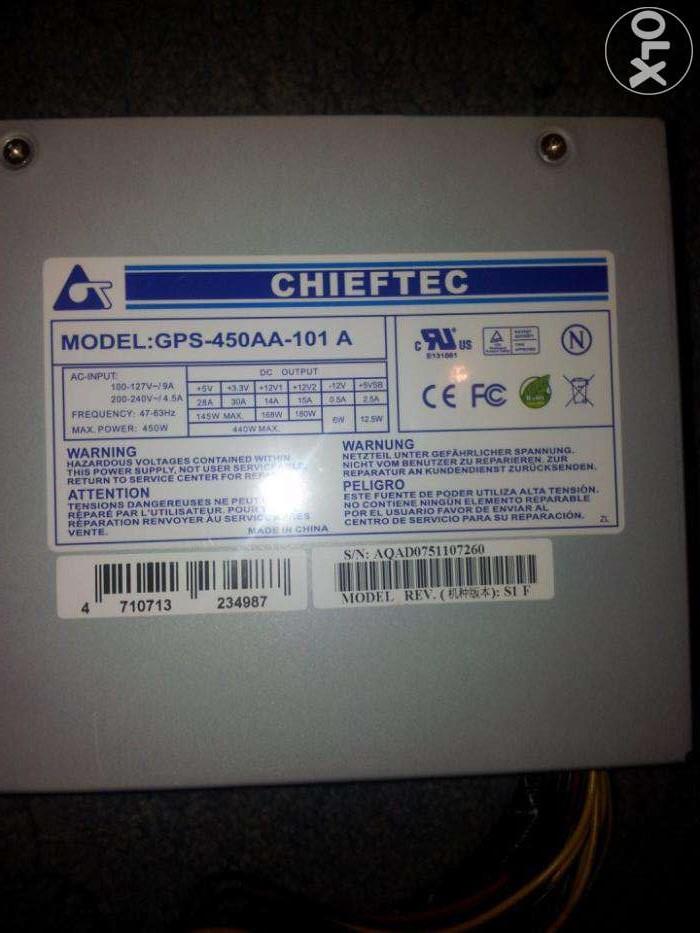 OLX
CHIEFTEC
MODEL:GPS-450AA-101 A
AC-INPUT:
100-127V~/9A
200-240V~/4.5A
FREQUENCY: 47-63Hz
MAX. POWER: 450W
DC OUTPUT
+5V +3.3V +12V1 +12V2 -12V +5VSB
28A 30A 14A 15A 0.5A 2.5A
145W MAX. 168W 180W 6W 12.5W
440W MAX.
c RU US
E131881
N
CE FC RoHS
WARNING
HAZARDOUS VOLTAGES CONTAINED WITHIN
THIS POWER SUPPLY, NOT USER SERVICEABLE.
RETURN TO SERVICE CENTER FOR
ATTENTION
TENSIONS DANGEREUSES NE PEUT
RÉPARÉ PAR L'UTILISATEUR. POUR
RÉPARATION RENVOYER AU SERVICE
VENTE.
MADE IN CHINA
WARNUNG
NETZTEIL UNTER GEFÄHRLICHER SPANNUNG.
NICHT VOM BENUTZER ZU REPARIEREN. ZUR
REPARATUR AN KUNDENDIENST ZURÜCKSENDEN.
PELIGRO
ESTE FUENTE DE PODER UTILIZA ALTA TENSIÓN.
NO CONTIENE NINGÚEN ELEMENTO REPARABLE
POR EL USUARIO FAVOR DE ENVIAR AL
CENTRO DE SERVICIO PARA SU REPARACIÓN.
ZL
4 710713 234987
S/N: AQAD0751107260
MODEL REV. (机种版本): S1 F